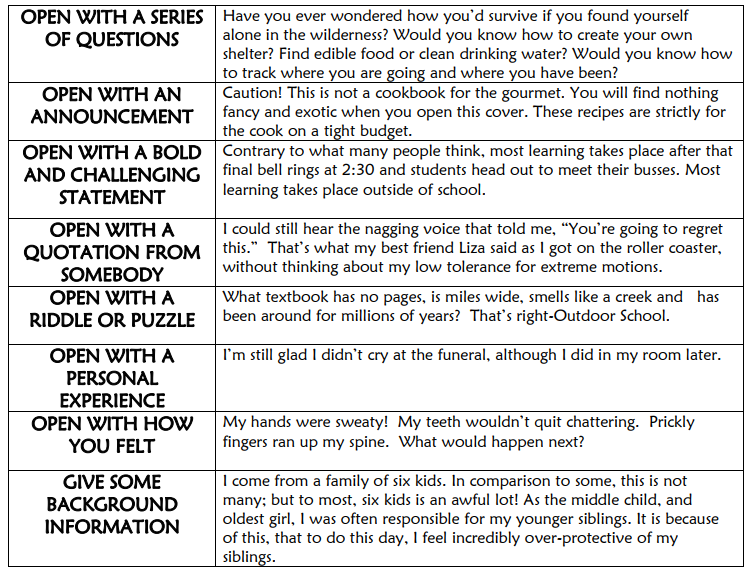 OPEN WITH A SERIES
OF QUESTIONS
Have you ever wondered how you'd survive if you found yourself
alone in the wilderness? Would you know how to create your own
shelter? Find edible food or clean drinking water? Would you know how
to track where you are going and where you have been?
OPEN WITH AN
ANNOUNCEMENT
Caution! This is not a cookbook for the gourmet. You will find nothing
fancy and exotic when you open this cover. These recipes are strictly for
the cook on a tight budget.
OPEN WITH A BOLD
AND CHALLENGING
STATEMENT
Contrary to what many people think, most learning takes place after that
final bell rings at 2:30 and students head out to meet their busses. Most
learning takes place outside of school.
OPEN WITH A
QUOTATION FROM
SOMEBODY
I could still hear the nagging voice that told me, “You're going to regret
this.” That's what my best friend Liza said as I got on the roller coaster,
without thinking about my low tolerance for extreme motions.
OPEN WITH A
RIDDLE OR PUZZLE
What textbook has no pages, is miles wide, smells like a creek and has
been around for millions of years? That's right-Outdoor School.
OPEN WITH A
PERSONAL
EXPERIENCE
I'm still glad I didn't cry at the funeral, although I did in my room later.
OPEN WITH HOW
YOU FELT
My hands were sweaty! My teeth wouldn't quit chattering. Prickly
fingers ran up my spine. What would happen next?
GIVE SOME
BACKGROUND
INFORMATION
I come from a family of six kids. In comparison to some, this is not
many; but to most, six kids is an awful lot! As the middle child, and
oldest girl, I was often responsible for my younger siblings. It is because
of this, that to do this day, I feel incredibly over-protective of my
siblings.